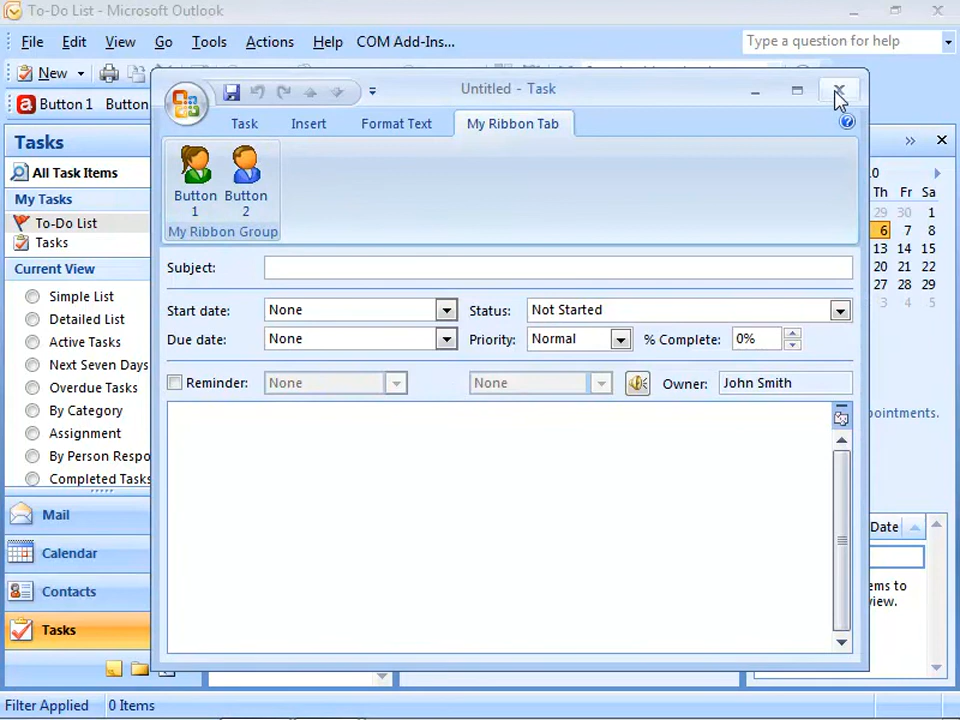 To-Do List - Microsoft Outlook
File Edit View Go Tools Actions Help COM Add-Ins... Type a question for help
New
a Button 1 Button
Untitled - Task
Task Insert Format Text My Ribbon Tab
Button 1
Button 2
My Ribbon Group
Tasks
All Task Items
My Tasks
To-Do List
Tasks
Current View
Simple List
Detailed List
Active Tasks
Next Seven Days
Overdue Tasks
By Category
Assignment
By Person Respo
Completed Tasks
Mail
Calendar
Contacts
Tasks
Subject:
Start date: None Status: Not Started
Due date: None Priority: Normal % Complete: 0%
Reminder: None None Owner: John Smith
Th Fr Sa
29 30 1
6 7 8
13 14 15
20 21 22
27 28 29
3 4 5
pointments.
Date
ems to
view.
Filter Applied 0 Items